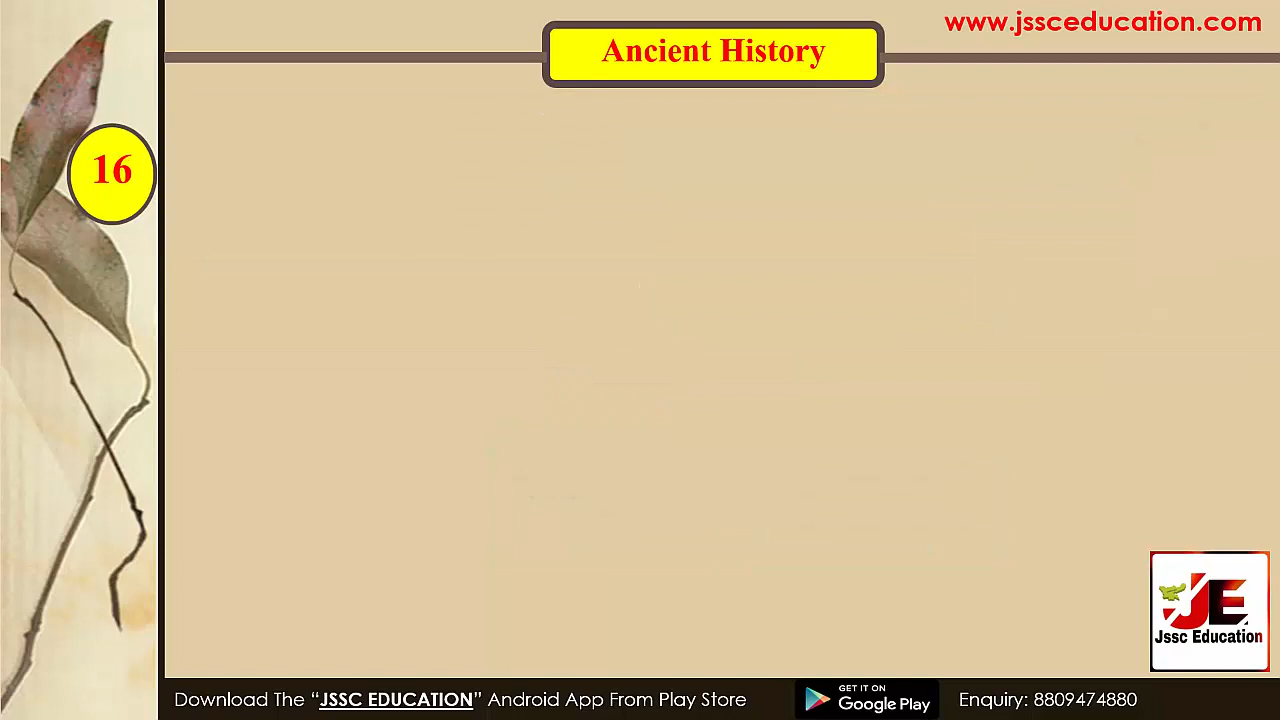 www.jssceducation.com
Ancient History
16
Jssc Education
Download The “JSSC EDUCATION” Android App From Play Store
GET IT ON
Google Play
Enquiry: 8809474880